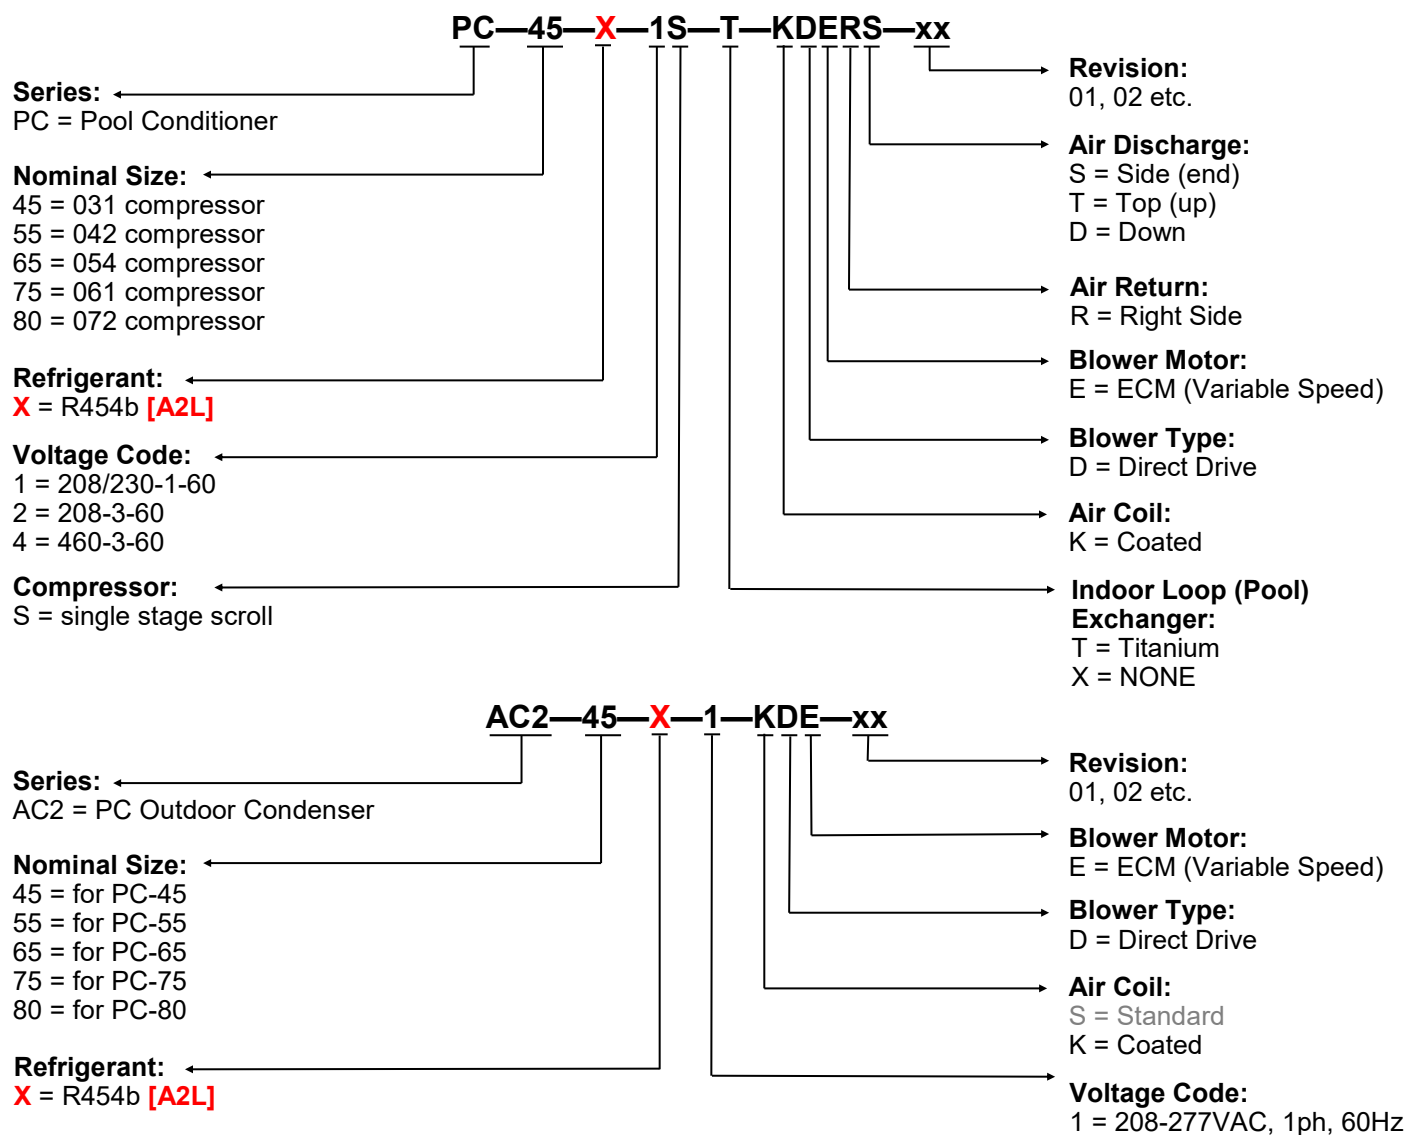 PC—45—X—1S—T—KDERS—xx
Series:
PC = Pool Conditioner
Nominal Size:
45 = 031 compressor
55 = 042 compressor
65 = 054 compressor
75 = 061 compressor
80 = 072 compressor
Refrigerant:
X = R454b [A2L]
Voltage Code:
1 = 208/230-1-60
2 = 208-3-60
4 = 460-3-60
Compressor:
S = single stage scroll
Revision:
01, 02 etc.
Air Discharge:
S = Side (end)
T = Top (up)
D = Down
Air Return:
R = Right Side
Blower Motor:
E = ECM (Variable Speed)
Blower Type:
D = Direct Drive
Air Coil:
K = Coated
Indoor Loop (Pool)
Exchanger:
T = Titanium
X = NONE
AC2—45—X—1—KDE—xx
Series:
AC2 = PC Outdoor Condenser
Nominal Size:
45 = for PC-45
55 = for PC-55
65 = for PC-65
75 = for PC-75
80 = for PC-80
Refrigerant:
X = R454b [A2L]
Revision:
01, 02 etc.
Blower Motor:
E = ECM (Variable Speed)
Blower Type:
D = Direct Drive
Air Coil:
S = Standard
K = Coated
Voltage Code:
1 = 208-277VAC, 1ph, 60Hz